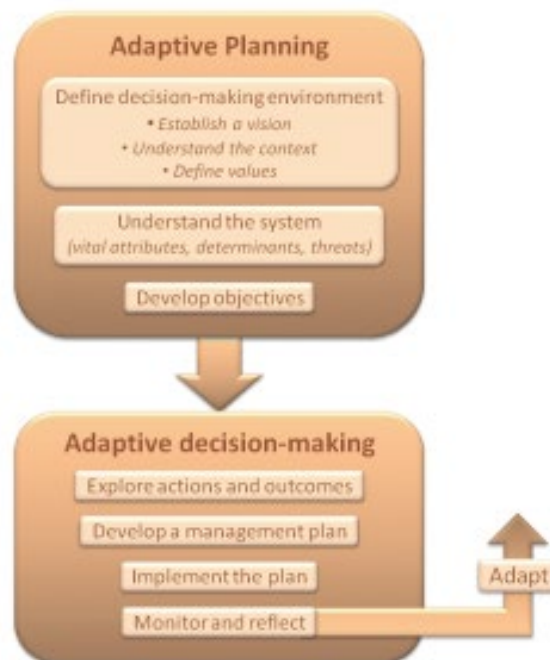 Adaptive Planning
Define decision-making environment
• Establish a vision
• Understand the context
• Define values
Understand the system
(vital attributes, determinants, threats)
Develop objectives
Adaptive decision-making
Explore actions and outcomes
Develop a management plan
Implement the plan
Monitor and reflect
Adapt